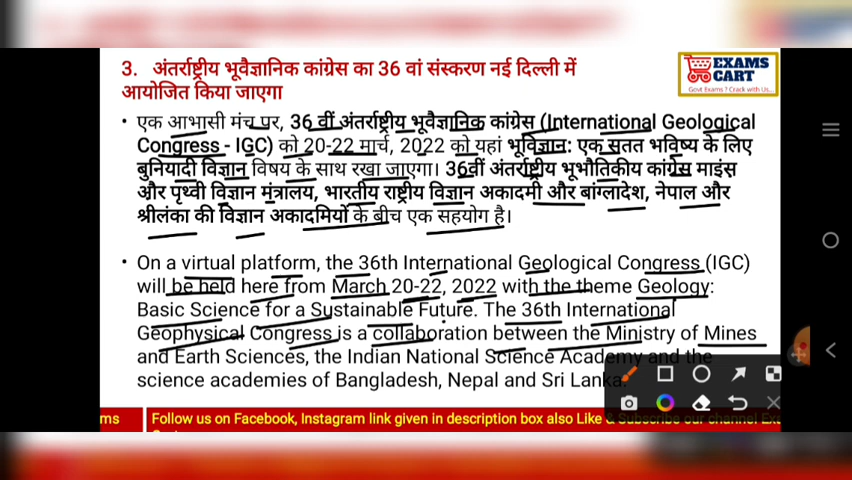 3. अंतर्राष्ट्रीय भूवैज्ञानिक कांग्रेस का 36 वां संस्करण नई दिल्ली में
आयोजित किया जाएगा
EXAMS
CART
Govt Exams ? Crack with Us...
• एक आभासी मंच पर, 36 वीं अंतर्राष्ट्रीय भूवैज्ञानिक कांग्रेस (International Geological
Congress - IGC) को 20-22 मार्च, 2022 को यहां भूविज्ञान: एक सतत भविष्य के लिए
बुनियादी विज्ञान विषय के साथ रखा जाएगा। 36वीं अंतर्राष्ट्रीय भूभौतिकीय कांग्रेस माइंस
और पृथ्वी विज्ञान मंत्रालय, भारतीय राष्ट्रीय विज्ञान अकादमी और बांग्लादेश, नेपाल और
श्रीलंका की विज्ञान अकादमियों के बीच एक सहयोग है।
• On a virtual platform, the 36th International Geological Congress (IGC)
will be held here from March 20-22, 2022 with the theme Geology:
Basic Science for a Sustainable Future. The 36th International
Geophysical Congress is a collaboration between the Ministry of Mines
and Earth Sciences, the Indian National Science Academy and the
science academies of Bangladesh, Nepal and Sri Lanka.
ms Follow us on Facebook, Instagram link given in description box also Like & Subscribe our channel Exa